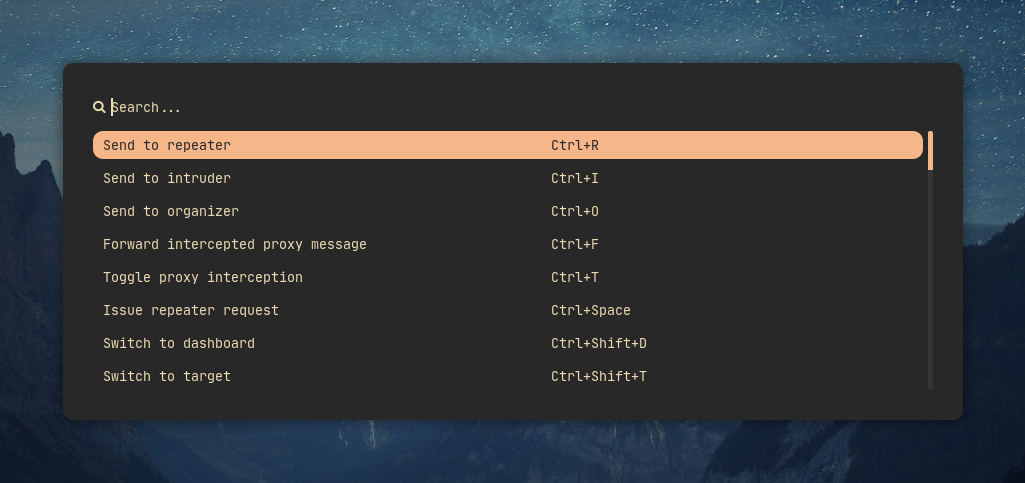 Search...
Send to repeater Ctrl+R
Send to intruder Ctrl+I
Send to organizer Ctrl+O
Forward intercepted proxy message Ctrl+F
Toggle proxy interception Ctrl+T
Issue repeater request Ctrl+Space
Switch to dashboard Ctrl+Shift+D
Switch to target Ctrl+Shift+T